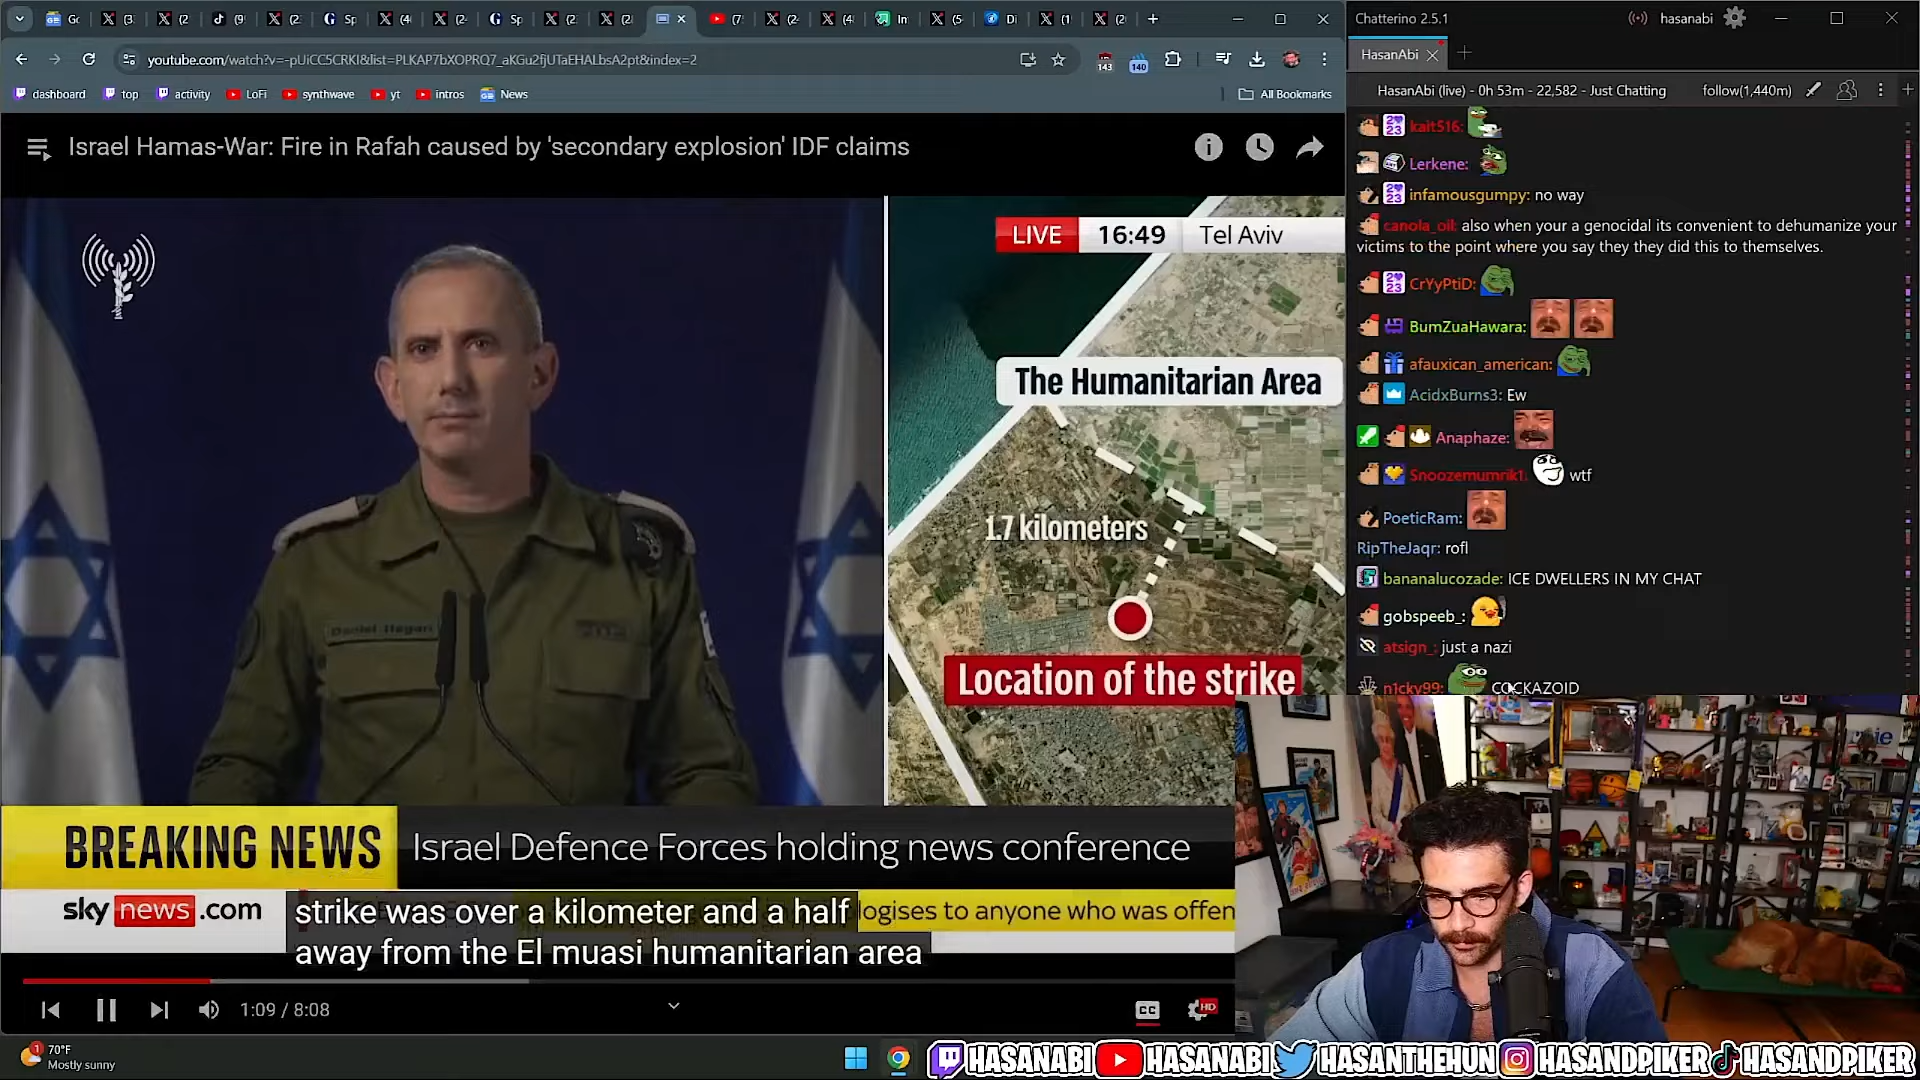 youtube.com/watch?v=-pUiCC5CRKI&list=PLKAP7bXOPRQ7_aKGu2fjUTaEHALbsA2pt&index=2
143
140
dashboard
top
activity
LoFi
synthwave
yt
intros
News
All Bookmarks
Israel Hamas-War: Fire in Rafah caused by 'secondary explosion' IDF claims
LIVE 16:49 Tel Aviv
The Humanitarian Area
1.7 kilometers
Location of the strike
BREAKING NEWS
Israel Defence Forces holding news conference
sky news .com
logises to anyone who was offen
strike was over a kilometer and a half
away from the El muasi humanitarian area
1:09 / 8:08
CC
HD
1
70°F
Mostly sunny
Chatterino 2.5.1
hasanabi
HasanAbi
HasanAbi (live) - 0h 53m - 22,582 - Just Chatting
follow(1,440m)
kait516:
Lerkene:
infamousgumpy: no way
canola_oil: also when your a genocidal its convenient to dehumanize your
victims to the point where you say they they did this to themselves.
CrYyPtiD:
BumZuaHawara:
afauxican_american:
AcidxBurns3: Ew
Anaphaze:
Snoozemumrik1: wtf
PoeticRam:
RipTheJaqr: rofl
bananalucozade: ICE DWELLERS IN MY CHAT
gobspeeb_:
atsign_: just a nazi
n1cky99: COCKAZOID
HASANABI
HASANABI
HASANTHEHUN
HASANDPIKER
HASANDPIKER